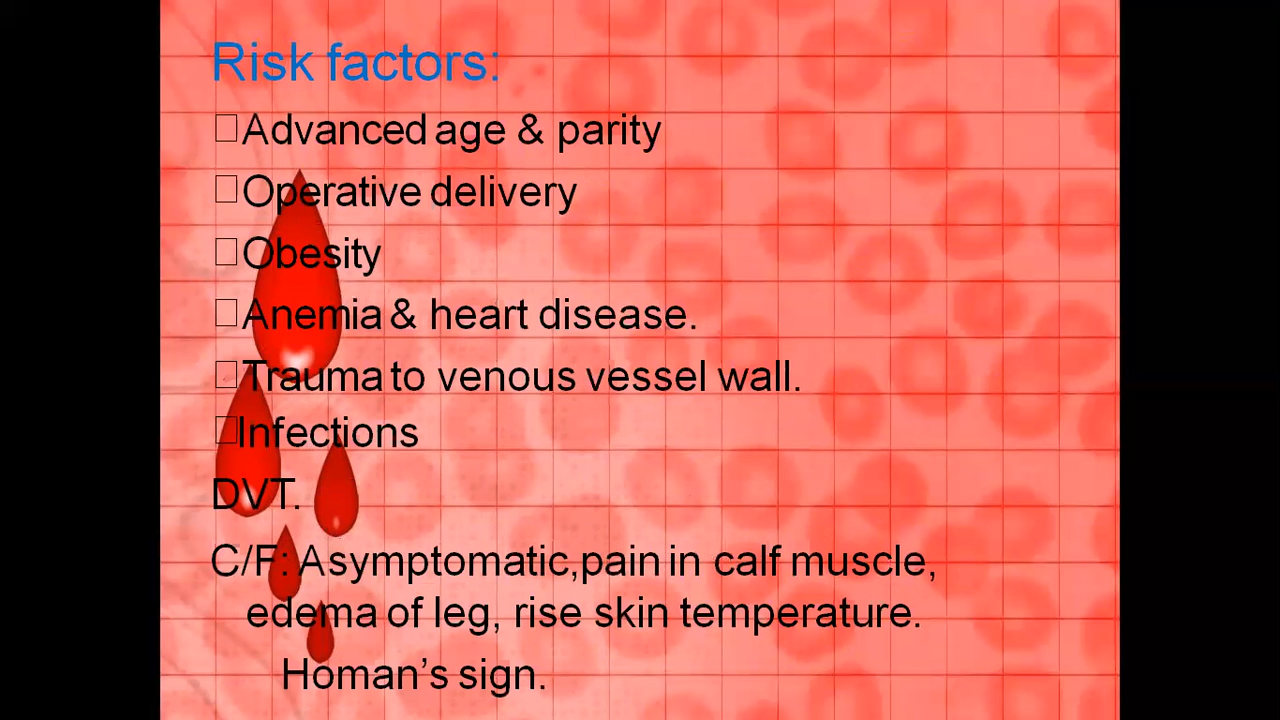 Risk factors:
□Advanced age & parity
□Operative delivery
□Obesity
□Anemia & heart disease.
□Trauma to venous vessel wall.
□Infections
DVT.
C/F: Asymptomatic,pain in calf muscle,
edema of leg, rise skin temperature.
Homan’s sign.